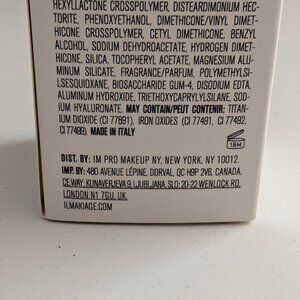 HEXYLLACTONE CROSSPOLYMER, DISTEARDIMONIUM HEC-
TORITE, PHENOXYETHANOL, DIMETHICONE/VINYL DIMET-
HICONE CROSSPOLYMER, CETYL DIMETHICONE, BENZYL
ALCOHOL, SODIUM DEHYDROACETATE, HYDROGEN DIMET-
HICONE, SILICA, TOCOPHERYL ACETATE, MAGNESIUM ALU-
MINUM SILICATE, FRAGRANCE/PARFUM, POLYMETHYLSI-
LSESQUIOXANE, BIOSACCHARIDE GUM-4, DISODIUM EDTA,
ALUMINUM HYDROXIDE, TRIETHOXYCAPRYLYLSILANE, SOD-
IUM HYALURONATE. MAY CONTAIN PIGMENTS: TITAN-
IUM DIOXIDE (CI 77891), IRON OXIDES (CI 77491, CI 77492,
CI 77499). MADE IN ITALY
18M
DIST. BY: IM PRO MAKEUP NY, NEW YORK, NY, 10012.
IMP. BY: 480 AVENUE LÉPINE, DORVAL, QC H9P 2V6, CANADA.
CE.WAY: KUNAVERJEVA 9, LJUBLJANA, SLO; 20-22 WENLOCK RD,
LONDON N1 7GU, UK.
ILMAKIAGE.COM